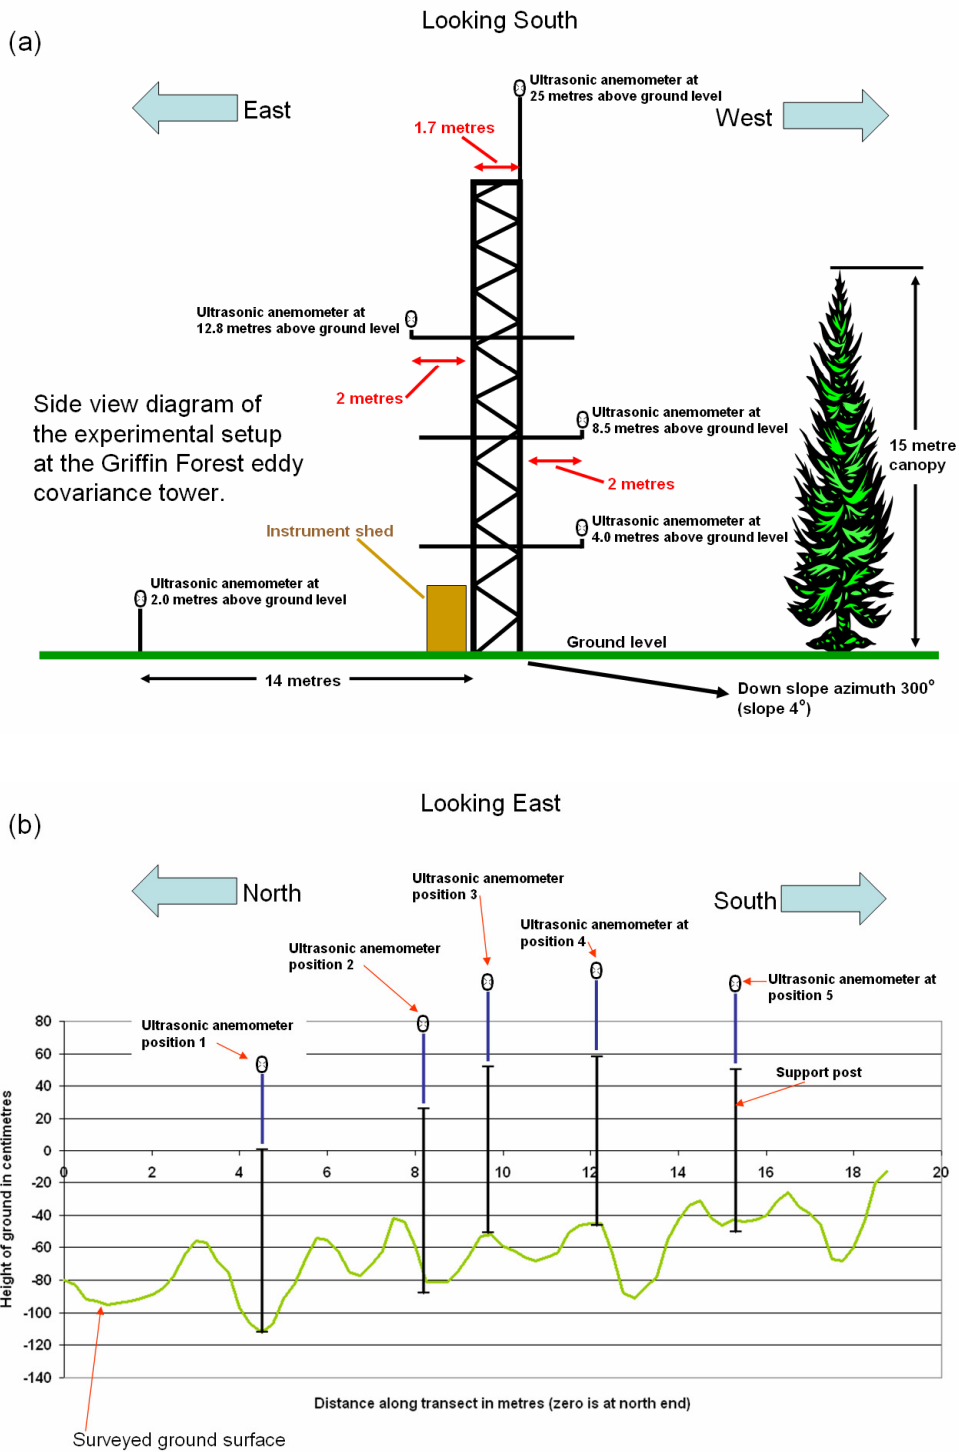 Looking South
(a)
East
West
Ultrasonic anemometer at
25 metres above ground level
1.7 metres
Ultrasonic anemometer at
12.8 metres above ground level
2 metres
Side view diagram of
the experimental setup
at the Griffin Forest eddy
covariance tower.
Ultrasonic anemometer at
8.5 metres above ground level
2 metres
15 metre
canopy
Instrument shed
Ultrasonic anemometer at
4.0 metres above ground level
Ultrasonic anemometer at
2.0 metres above ground level
Ground level
14 metres
Down slope azimuth 300°
(slope 4°)
Looking East
(b)
North
South
Ultrasonic anemometer
position 3
Ultrasonic anemometer at
position 4
Ultrasonic anemometer
position 2
Ultrasonic anemometer at
position 5
Ultrasonic anemometer
position 1
Support post
80
60
40
20
0
-20
-40
-60
-80
-100
-120
-140
0 2 4 6 8 10 12 14 16 18 20
Height of ground in centimetres
Distance along transect in metres (zero is at north end)
Surveyed ground surface